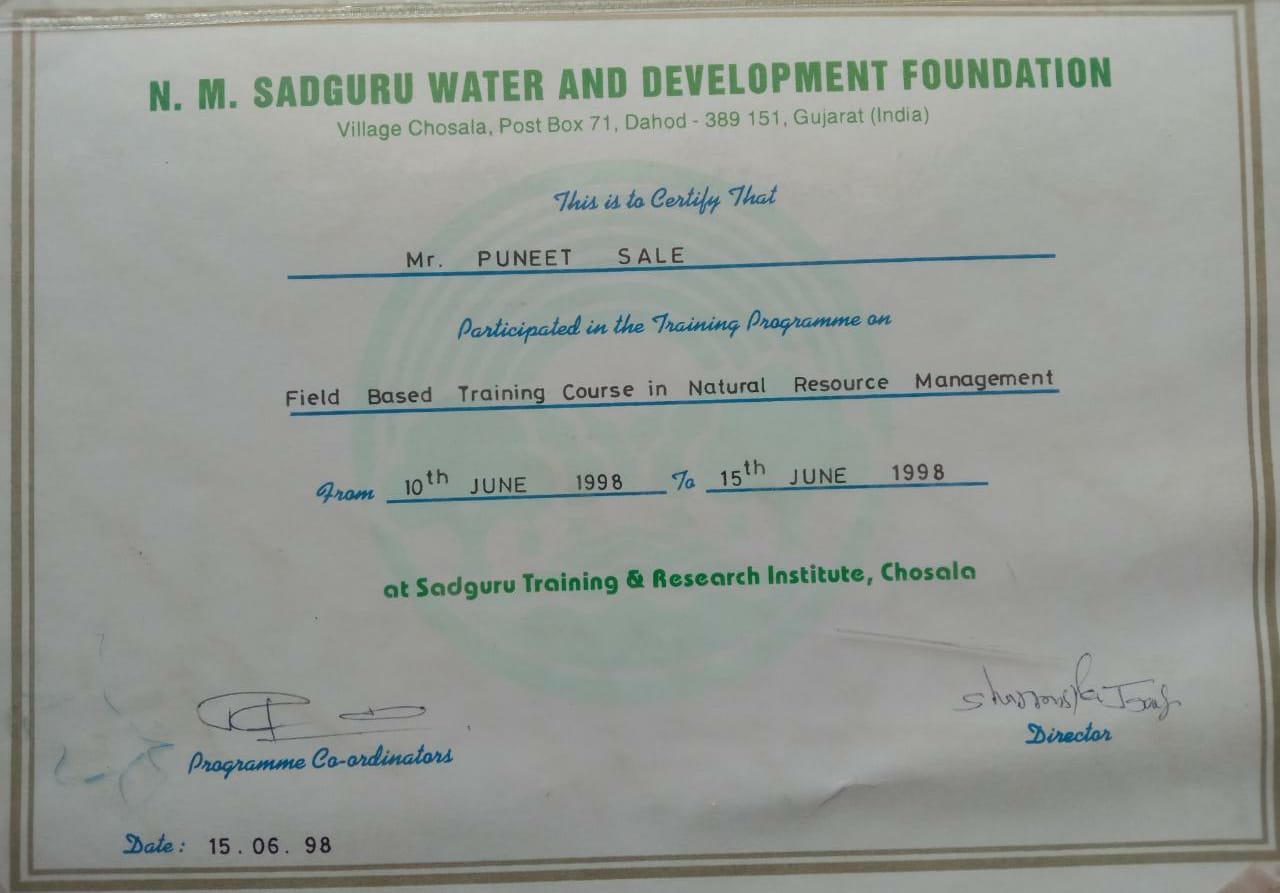 N. M. SADGURU WATER AND DEVELOPMENT FOUNDATION
Village Chosala, Post Box 71, Dahod - 389 151, Gujarat (India)
This is to Certify That
Mr. PUNEET SALE
Participated in the Training Programme on
Field Based Training Course in Natural Resource Management
From 10th JUNE 1998 To 15th JUNE 1998
at Sadguru Training & Research Institute, Chosala
Programme Co-ordinators
Director
Date: 15.06.98